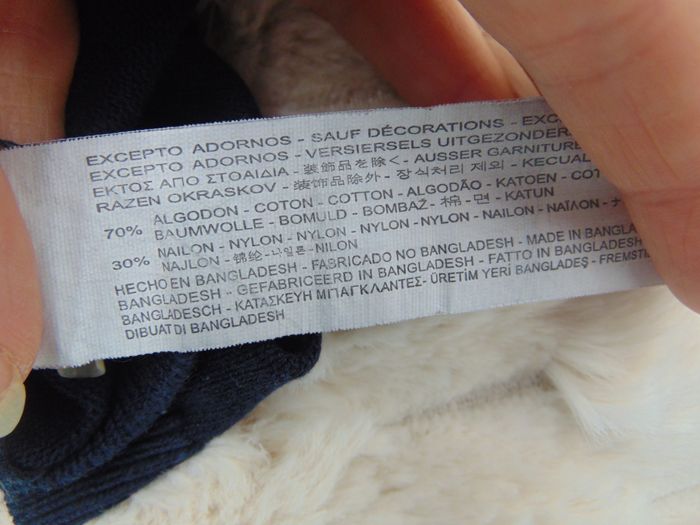 EXCEPTO ADORNOS - SAUF DÉCORATIONS - EXC
EXCEPTO ADORNOS - VERSIERSELS UITGEZONDER
ΕΚΤΟΣ ΑΠΟ ΣΤΟΛΙΔΙΑ - 装飾品を除く - AUSSER GARNITURE
RAZEN OKRASKOV - 装饰品除外 - 장식처리 제외 - KECUAL
70% ALGODON - COTON - COTTON - ALGODÃO - KATOEN - COT
BAUMWOLLE - BOMULD - BOMBAŽ - 棉 - 면 - KATUN
30% NAILON - NYLON - NYLON - NYLON - NYLON - NAILON - ΝΑΪΛΟΝ - ナ
NAJLON - 锦纶 - 나일론 - NILON
HECHO EN BANGLADESH - FABRICADO NO BANGLADESH - MADE IN BANGLA
BANGLADESH - GEFABRICEERD IN BANGLADESH - FATTO IN BANGLADESH
BANGLADESCH - ΚΑΤΑΣΚΕΥΗ ΜΠΑΓΚΛΑΝΤΕΣ - ÜRETİM YERİ BANGLADEŞ - FREMSTIL
DIBUAT DI BANGLADESH